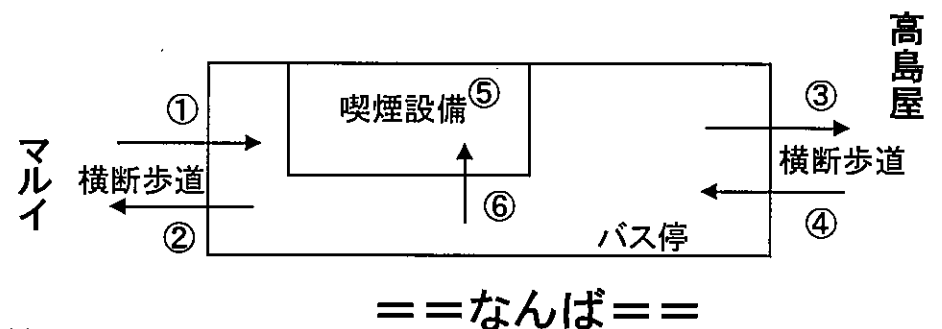 高島屋
マルイ
①
横断歩道
②
喫煙設備⑤
⑥
③
横断歩道
④
バス停
==なんば==